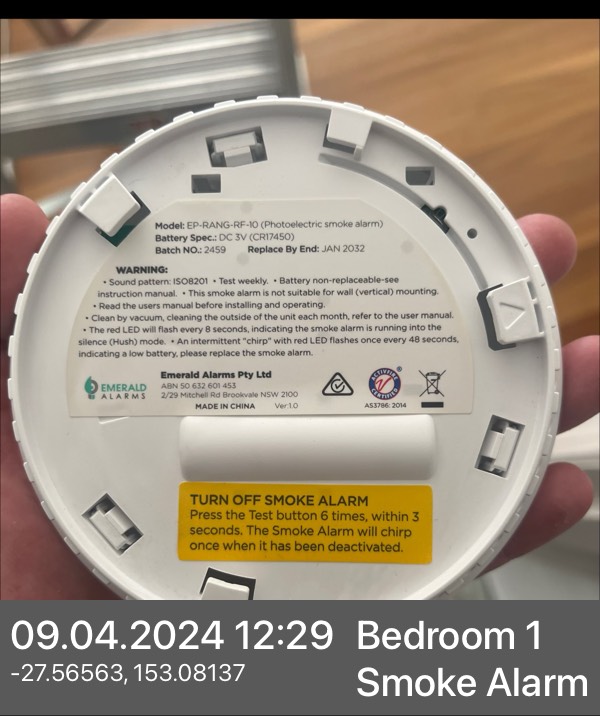 Model: EP-RANG-RF-10 (Photoelectric smoke alarm)
Battery Spec.: DC 3V (CR17450)
Batch NO.: 2459 Replace By End: JAN 2032
WARNING:
• Sound pattern: ISO8201 • Test weekly. • Battery non-replaceable-see
instruction manual. • This smoke alarm is not suitable for wall (vertical) mounting.
• Read the users manual before installing and operating.
• Clean by vacuum, cleaning the outside of the unit each month, refer to the user manual.
• The red LED will flash every 8 seconds, indicating the smoke alarm is running into the
silence (Hush) mode. • An intermittent "chirp" with red LED flashes once every 48 seconds,
indicating a low battery, please replace the smoke alarm.
EMERALD
ALARMS
Emerald Alarms Pty Ltd
ABN 50 632 601 453
2/29 Mitchell Rd Brookvale NSW 2100
MADE IN CHINA Ver:1.0
ACTIVFIRE
CERTIFIED
®
AS3786: 2014
TURN OFF SMOKE ALARM
Press the Test button 6 times, within 3
seconds. The Smoke Alarm will chirp
once when it has been deactivated.
09.04.2024 12:29
-27.56563, 153.08137
Bedroom 1
Smoke Alarm